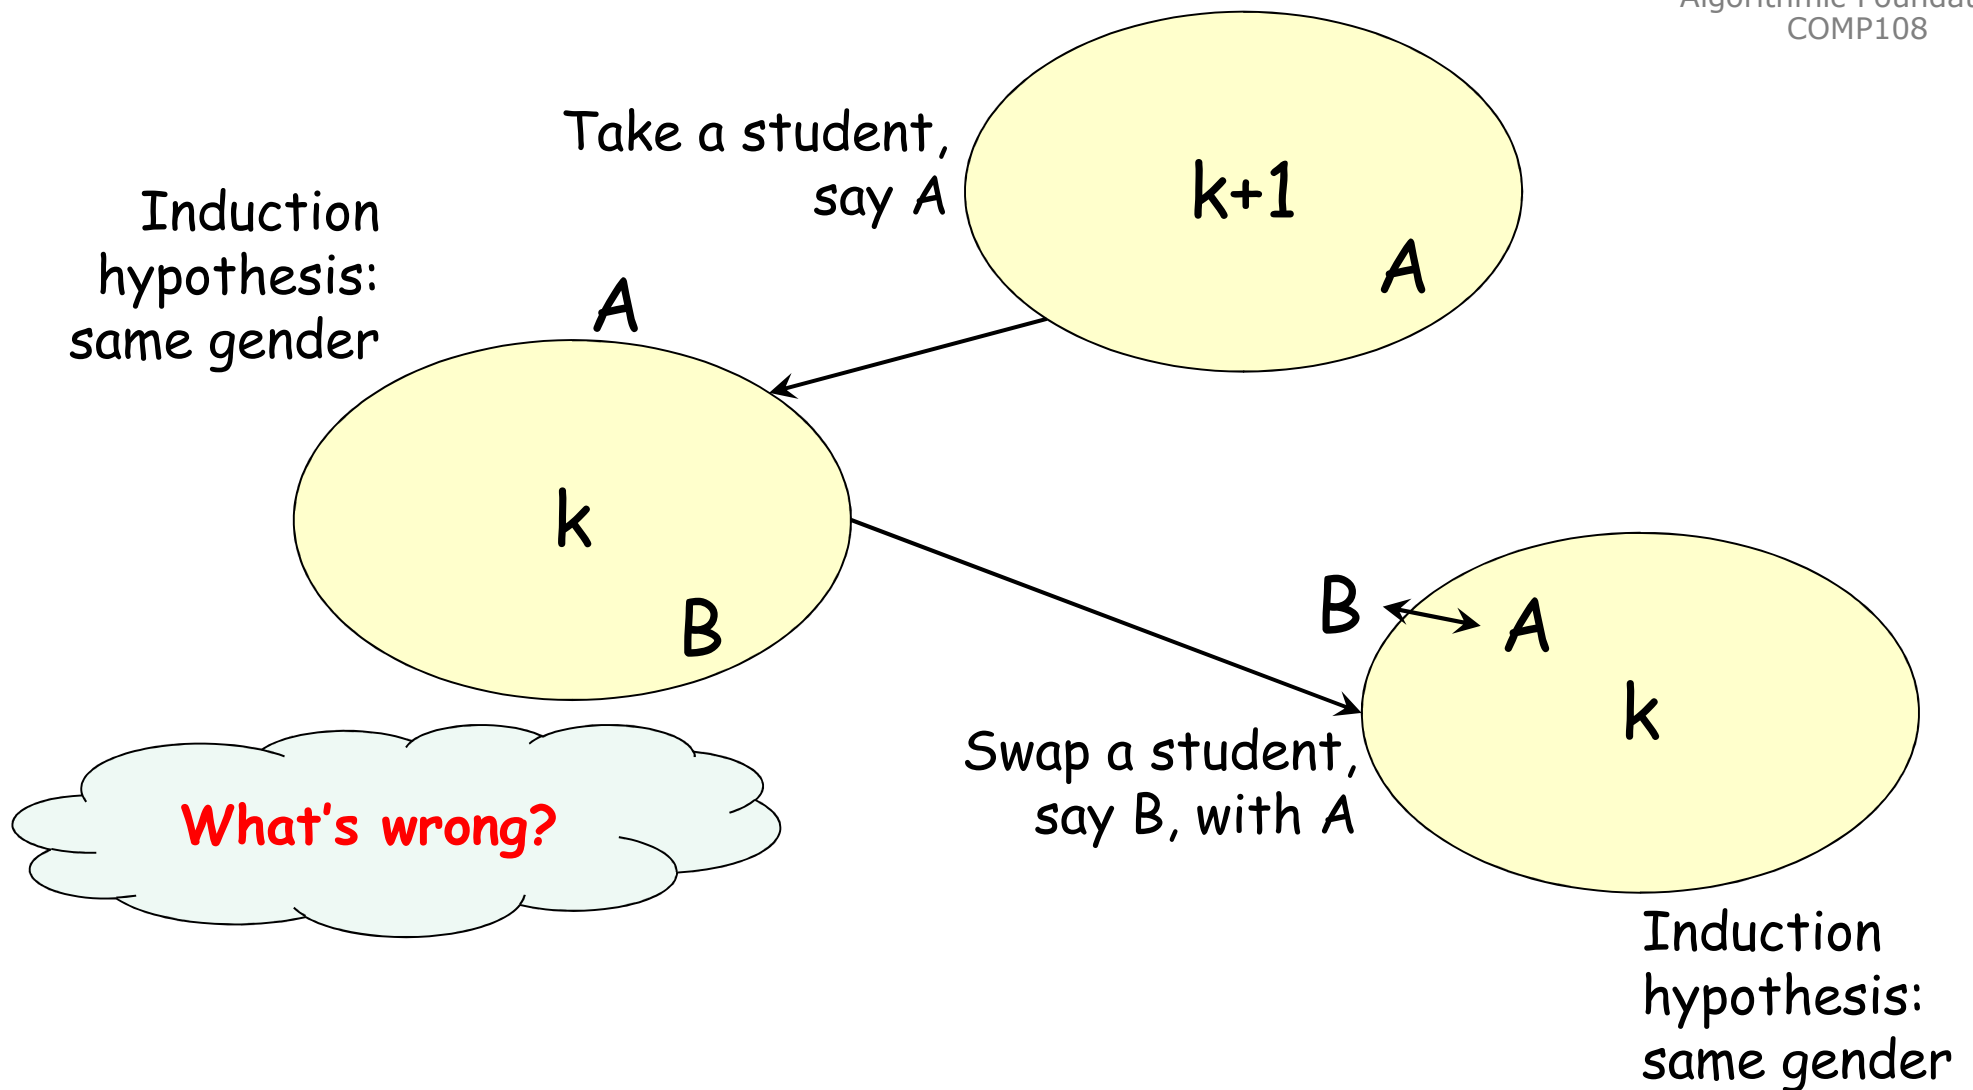 Algorithmic
COMP108
Take a student,
say A
k+1
A
Induction
hypothesis:
same gender
A
k
B
B
A
k
Swap a student,
say B, with A
What's wrong?
Induction
hypothesis:
same gender